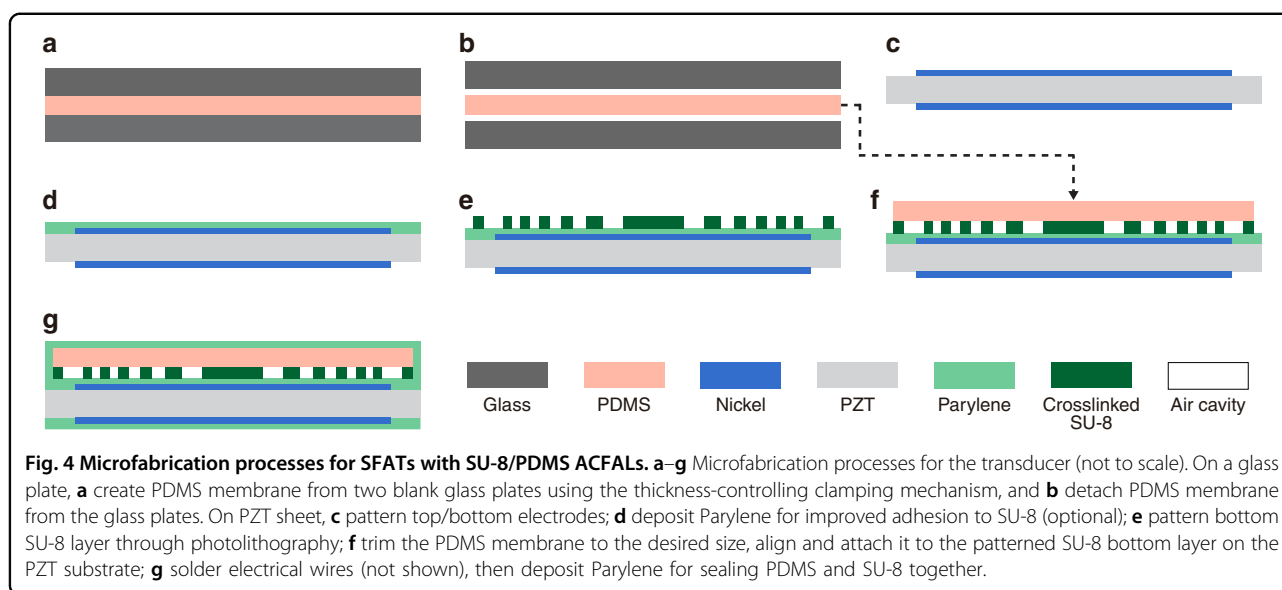 a
b
c
d
e
f
g
Glass
PDMS
Nickel
PZT
Parylene
Crosslinked
SU-8
Air cavity
Fig. 4 Microfabrication processes for SFATs with SU-8/PDMS ACFALs. a–g Microfabrication processes for the transducer (not to scale). On a glass
plate, a create PDMS membrane from two blank glass plates using the thickness-controlling clamping mechanism, and b detach PDMS membrane
from the glass plates. On PZT sheet, c pattern top/bottom electrodes; d deposit Parylene for improved adhesion to SU-8 (optional); e pattern bottom
SU-8 layer through photolithography; f trim the PDMS membrane to the desired size, align and attach it to the patterned SU-8 bottom layer on the
PZT substrate; g solder electrical wires (not shown), then deposit Parylene for sealing PDMS and SU-8 together.